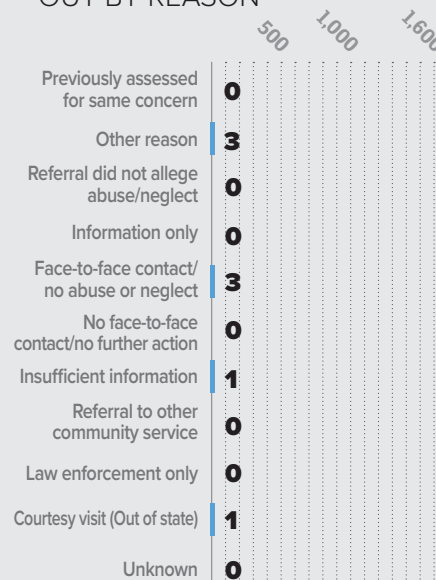 OUT BY REASON
500 1,000 1,600
Previously assessed
for same concern 0
Other reason 3
Referral did not allege
abuse/neglect 0
Information only 0
Face-to-face contact/
no abuse or neglect 3
No face-to-face
contact/no further action 0
Insufficient information 1
Referral to other
community service 0
Law enforcement only 0
Courtesy visit (Out of state) 1
Unknown 0